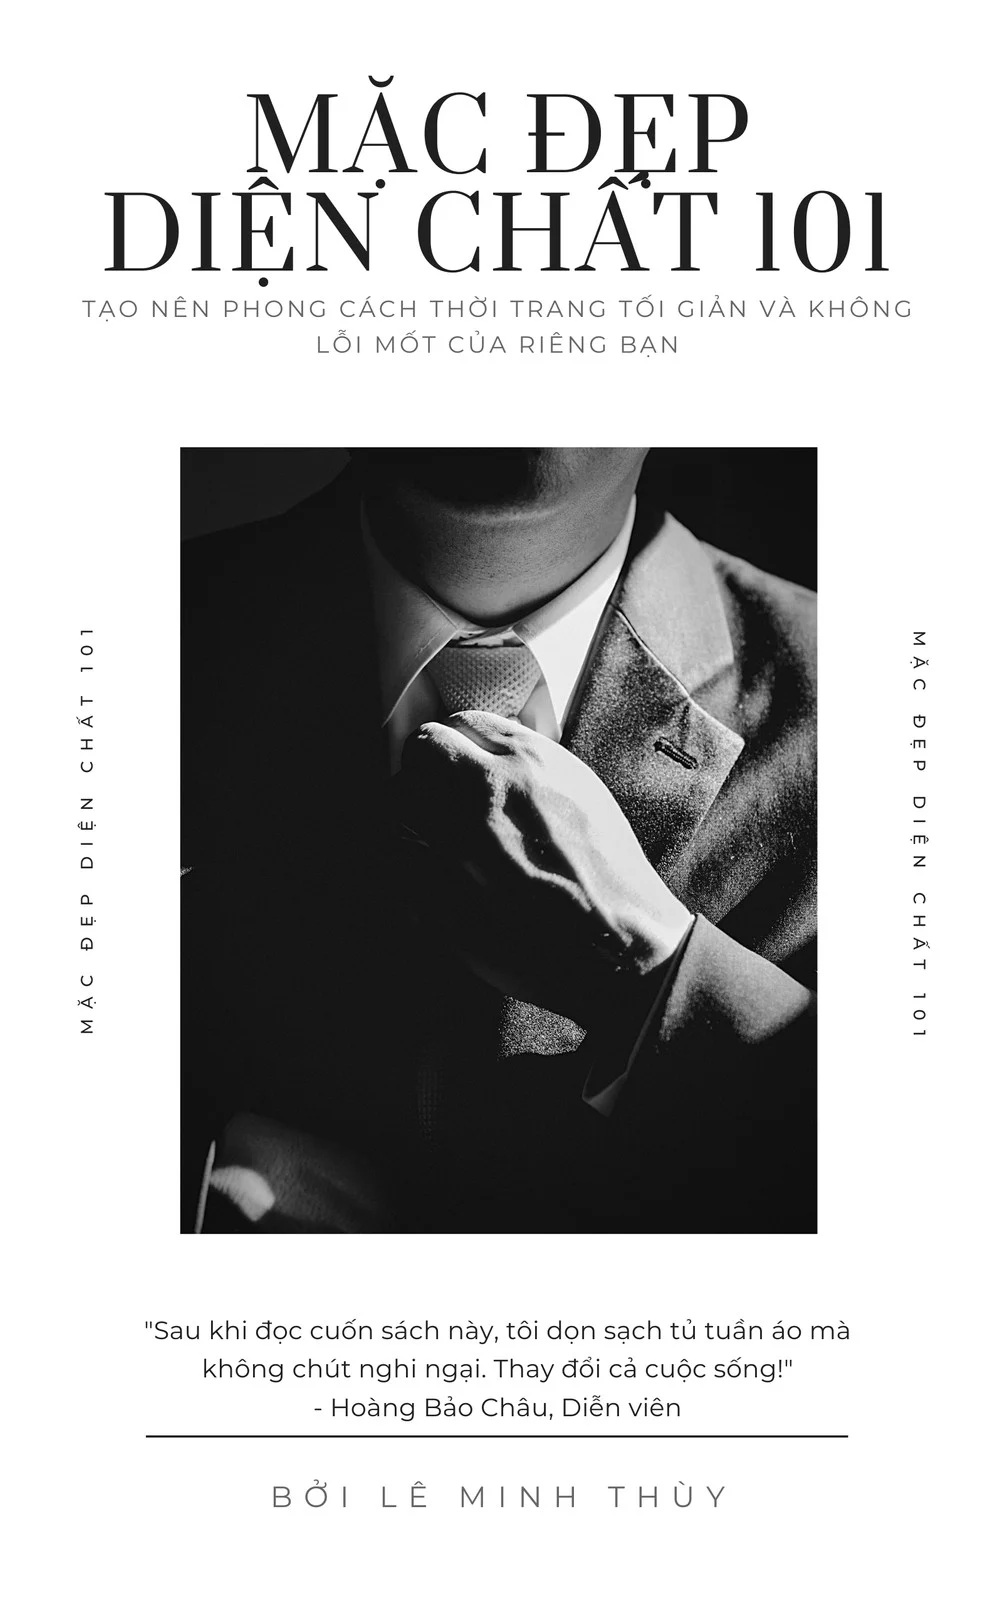 MẶC ĐẸP
DIỆN CHẤT 101
TẠO NÊN PHONG CÁCH THỜI TRANG TỐI GIẢN VÀ KHÔNG
LỖI MỐT CỦA RIÊNG BẠN
MẶC ĐẸP DIỆN CHẤT 101
MẶC ĐẸP DIỆN CHẤT 101
"Sau khi đọc cuốn sách này, tôi dọn sạch tủ tuần áo mà
không chút nghi ngại. Thay đổi cả cuộc sống!"
- Hoàng Bảo Châu, Diễn viên
BỞI LÊ MINH THÙY